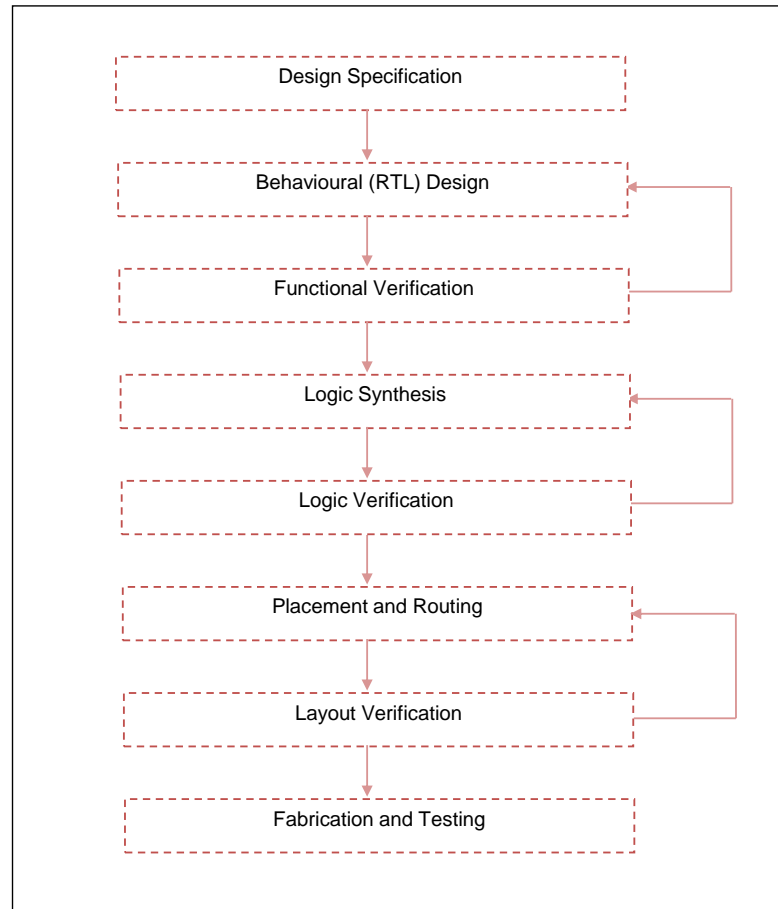 Design Specification
Behavioural (RTL) Design
Functional Verification
Logic Synthesis
Logic Verification
Placement and Routing
Layout Verification
Fabrication and Testing